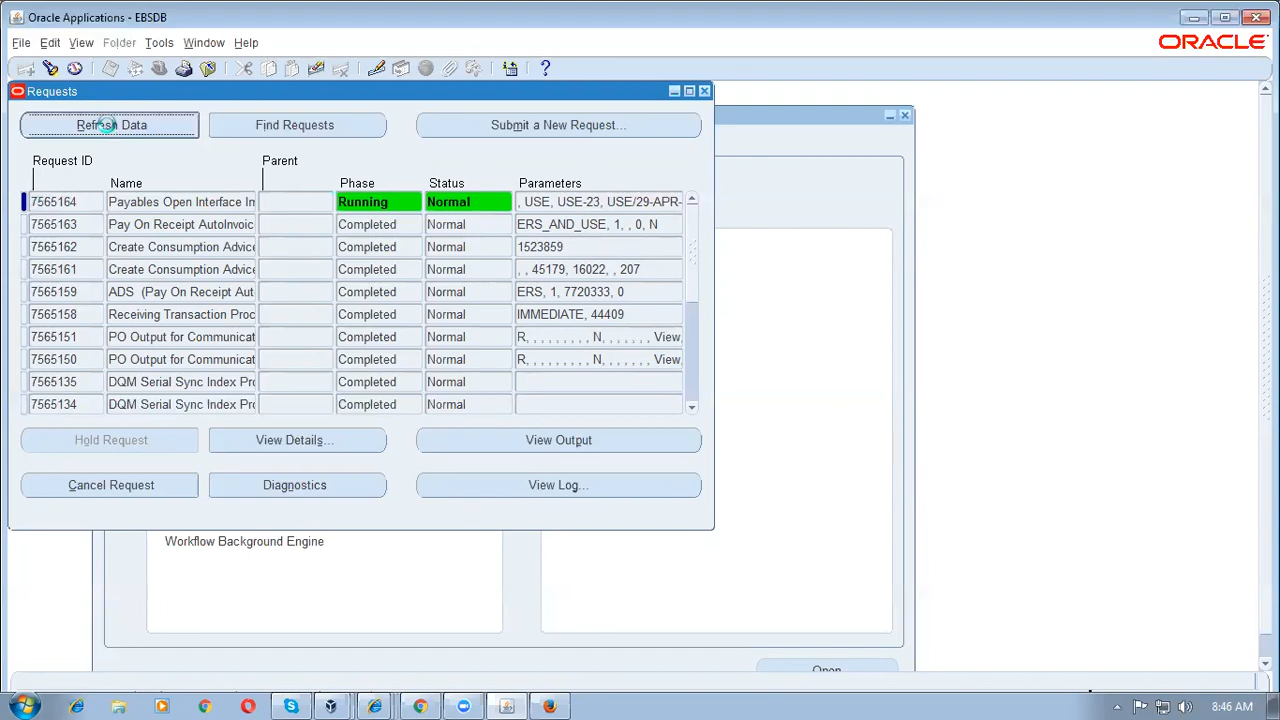 Oracle Applications - EBSDB
File Edit View Folder Tools Window Help
ORACLE
Requests
Refresh Data Find Requests Submit a New Request...
Request ID Parent
Name Phase Status Parameters
7565164 Payables Open Interface In Running Normal , USE, USE-23, USE/29-APR-
7565163 Pay On Receipt AutoInvoic Completed Normal ERS_AND_USE, 1, , 0, N
7565162 Create Consumption Advice Completed Normal 1523859
7565161 Create Consumption Advice Completed Normal , , 45179, 16022, , 207
7565159 ADS (Pay On Receipt Aut Completed Normal ERS, 1, 7720333, 0
7565158 Receiving Transaction Proc Completed Normal IMMEDIATE, 44409
7565151 PO Output for Communicat Completed Normal R, , , , , , , , , N, , , , , , , View,
7565150 PO Output for Communicat Completed Normal R, , , , , , , , , N, , , , , , , View,
7565135 DQM Serial Sync Index Pro Completed Normal
7565134 DQM Serial Sync Index Pro Completed Normal
Hold Request View Details... View Output
Cancel Request Diagnostics View Log...
Workflow Background Engine
Open
8:46 AM